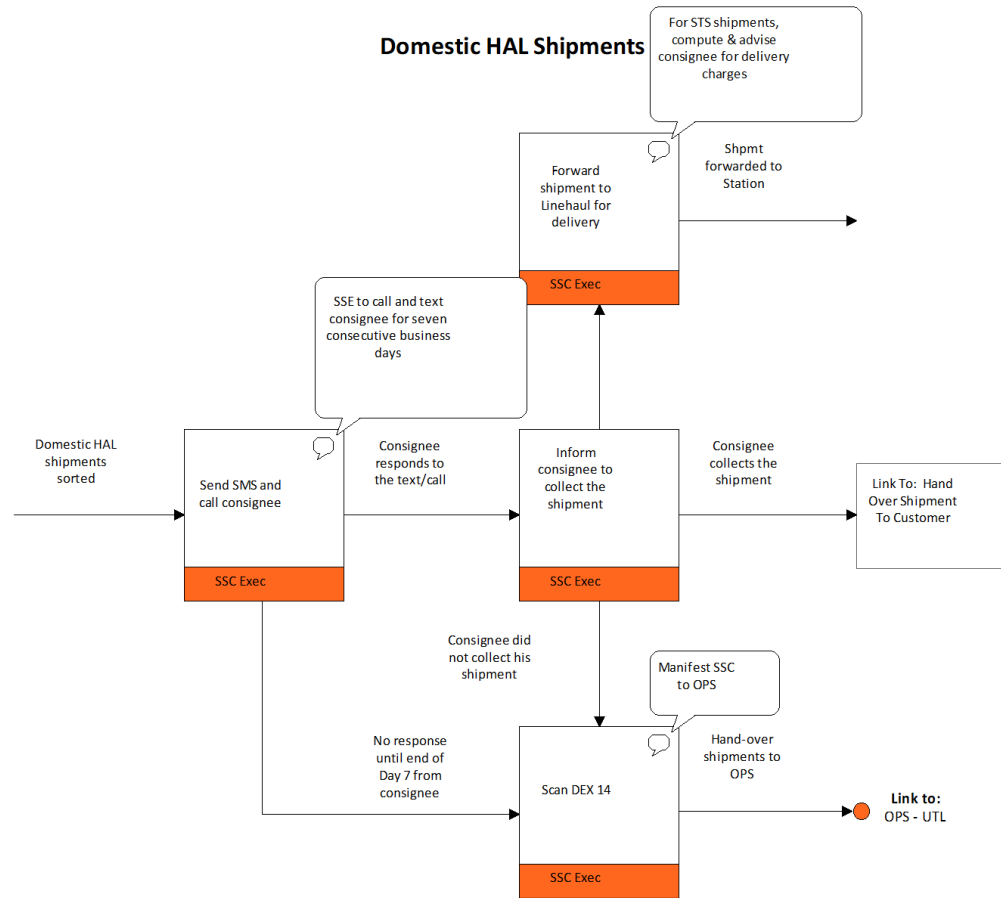 Domestic HAL Shipments
For STS shipments,
compute & advise
consignee for delivery
charges
Forward
shipment to
Linehaul for
delivery
SSC Exec
Shpmt
forwarded to
Station
SSE to call and text
consignee for seven
consecutive business
days
Domestic HAL
shipments
sorted
Send SMS and
call consignee
SSC Exec
Consignee
responds to
the text/call
Inform
consignee to
collect the
shipment
SSC Exec
Consignee
collects the
shipment
Link To: Hand
Over Shipment
To Customer
Consignee did
not collect his
shipment
Manifest SSC
to OPS
No response
until end of
Day 7 from
consignee
Scan DEX 14
SSC Exec
Hand-over
shipments to
OPS
Link to:
OPS - UTL